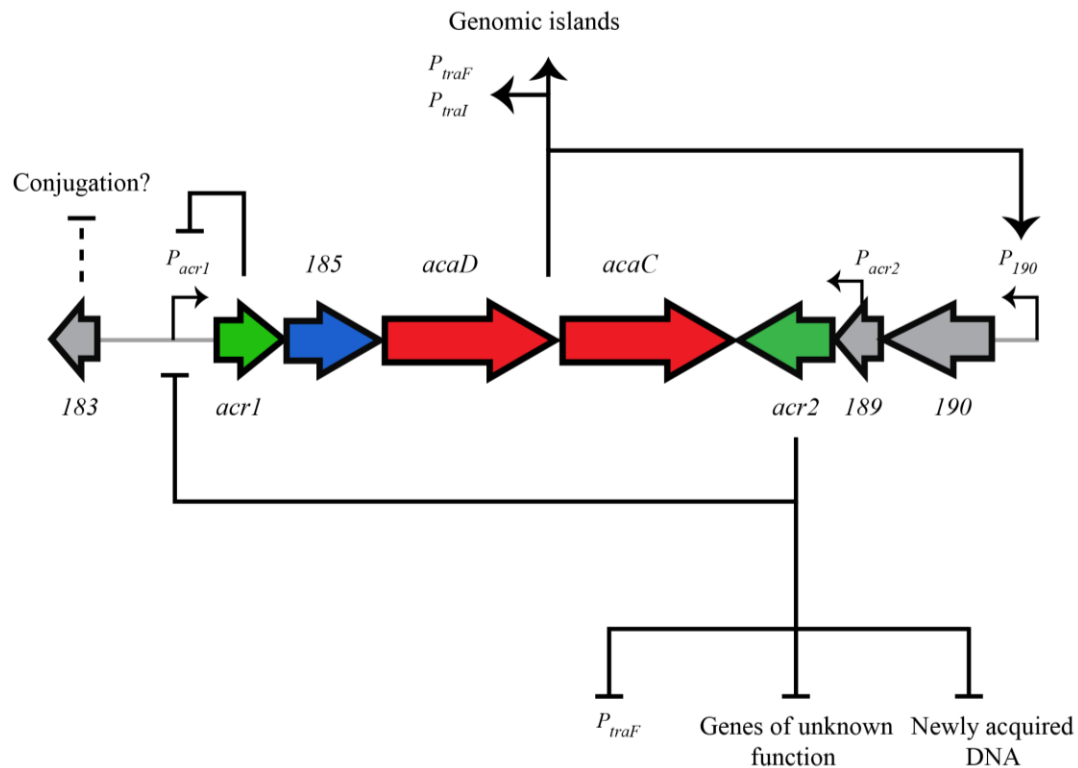 Genomic islands
PtraF
PtraI
Conjugation?
Pacr1
185
acaD
acaC
Pacr2
P190
183
acr1
acr2
189
190
PtraF
Genes of unknown
function
Newly acquired
DNA